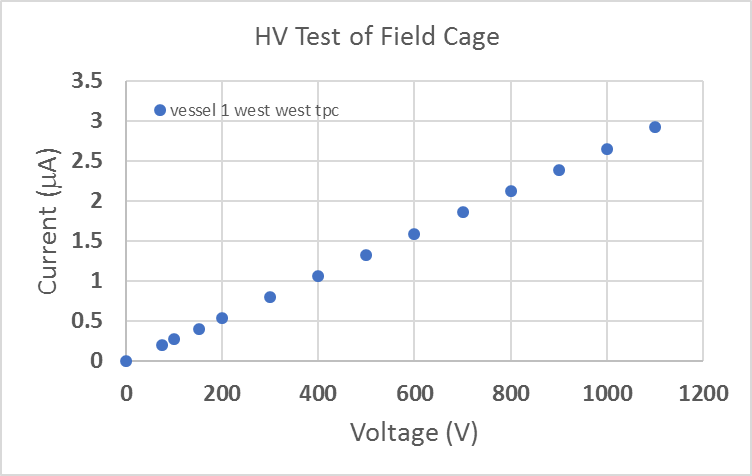 HV Test of Field Cage
3.5
3
2.5
2
1.5
1
0.5
0
Current (μA)
vessel 1 west west tpc
0 200 400 600 800 1000 1200
Voltage (V)